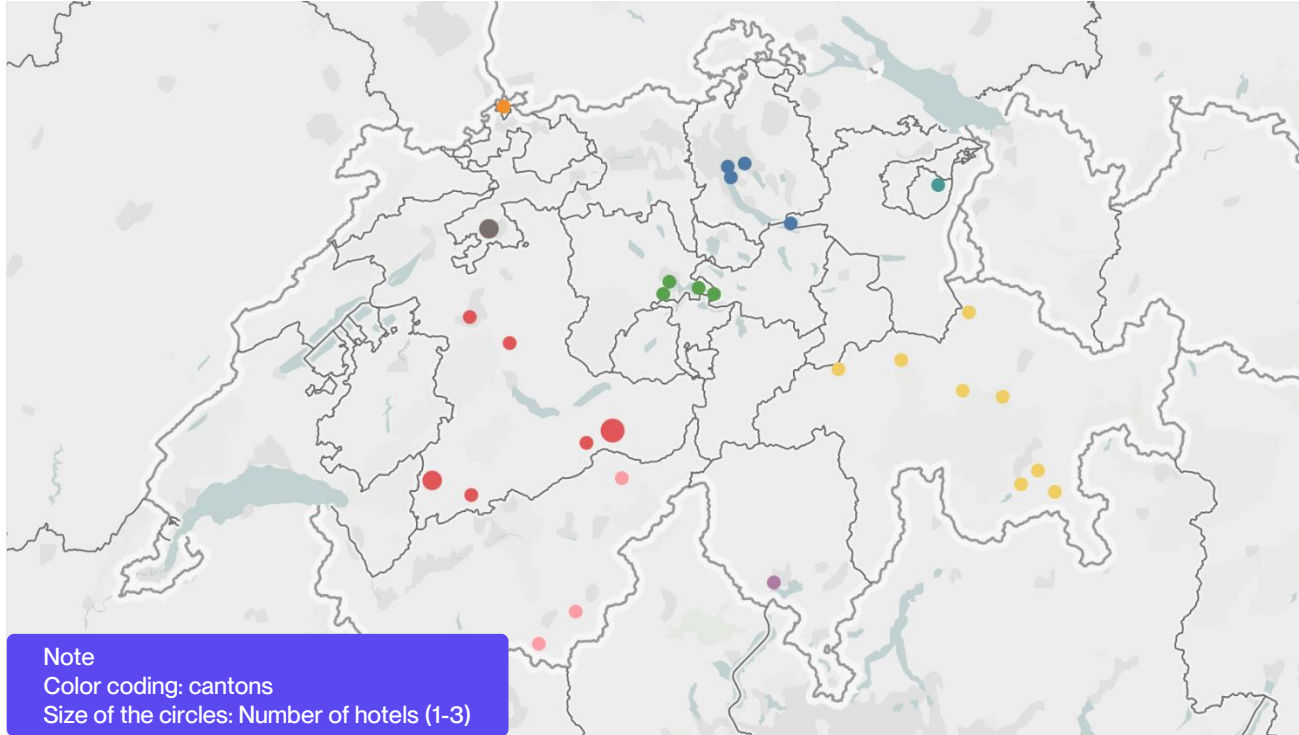 Note
Color coding: cantons
Size of the circles: Number of hotels (1-3)